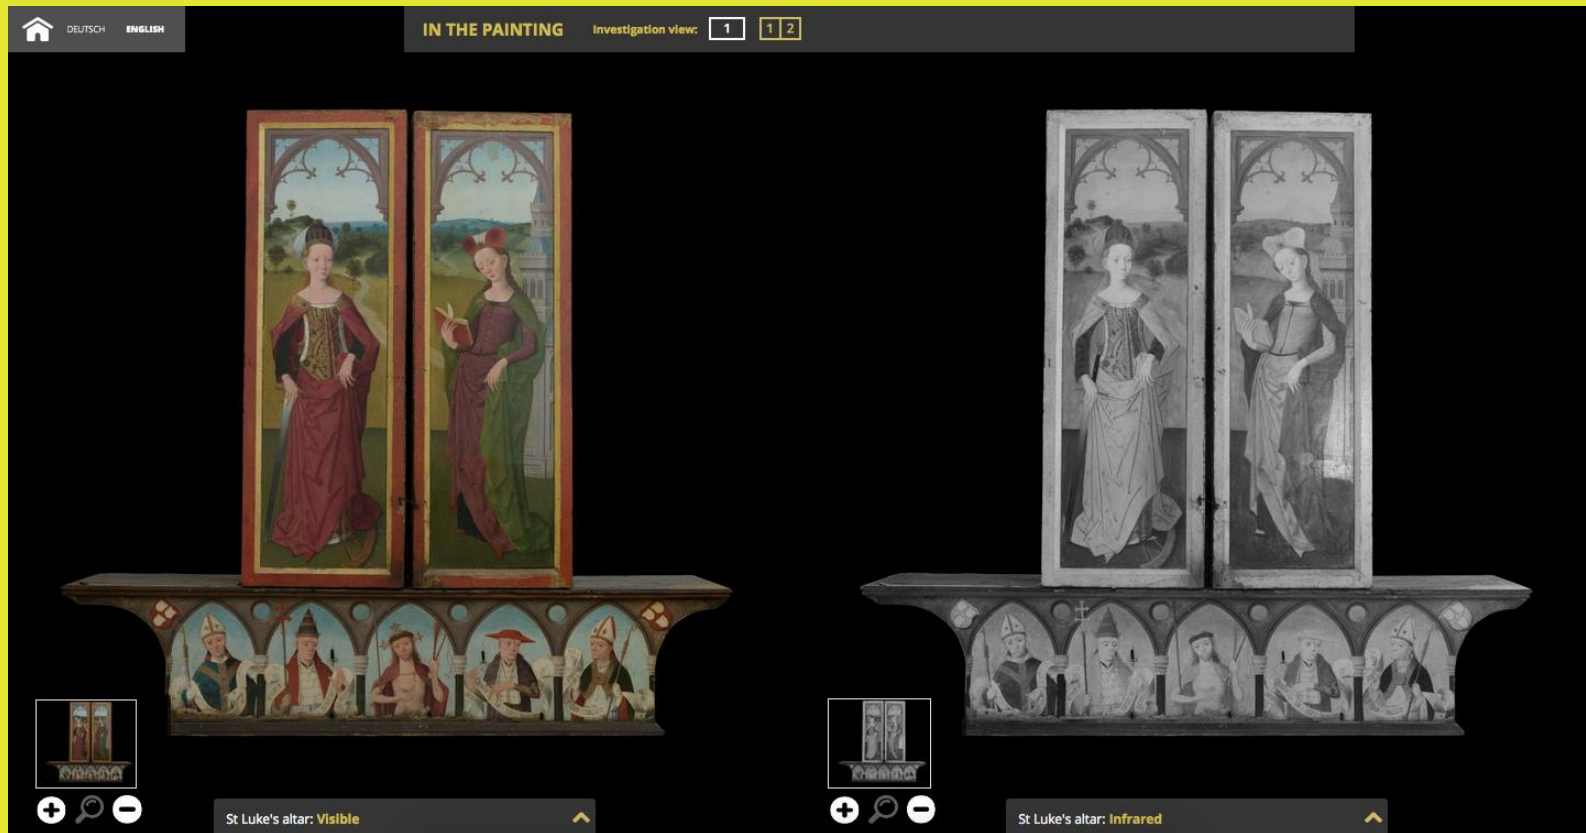 DEUTSCH ENGLISH
IN THE PAINTING Investigation view: 1 1 2
St Luke's altar: Visible
St Luke's altar: Infrared